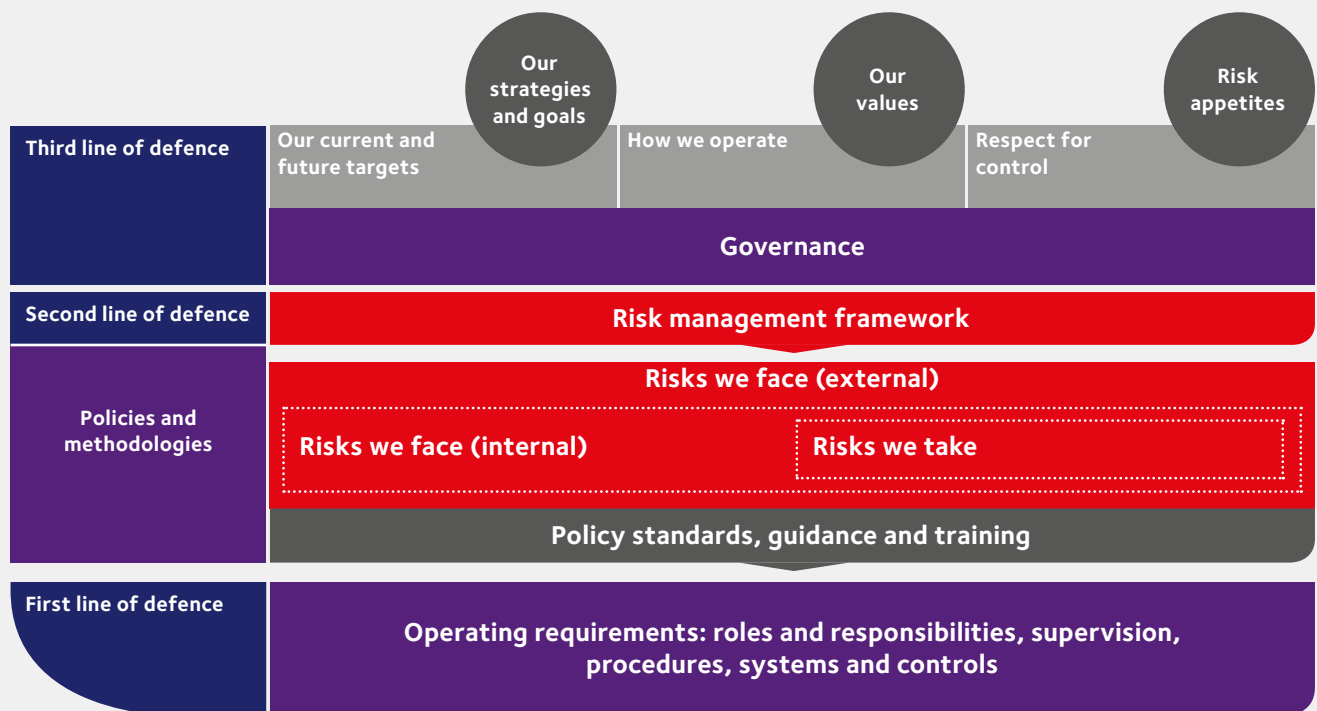 Our
strategies
and goals
Our
values
Risk
appetites
Third line of defence
Our current and
future targets
How we operate
Respect for
control
Governance
Second line of defence
Risk management framework
Policies and
methodologies
Risks we face (external)
Risks we face (internal)
Risks we take
Policy standards, guidance and training
First line of defence
Operating requirements: roles and responsibilities, supervision,
procedures, systems and controls